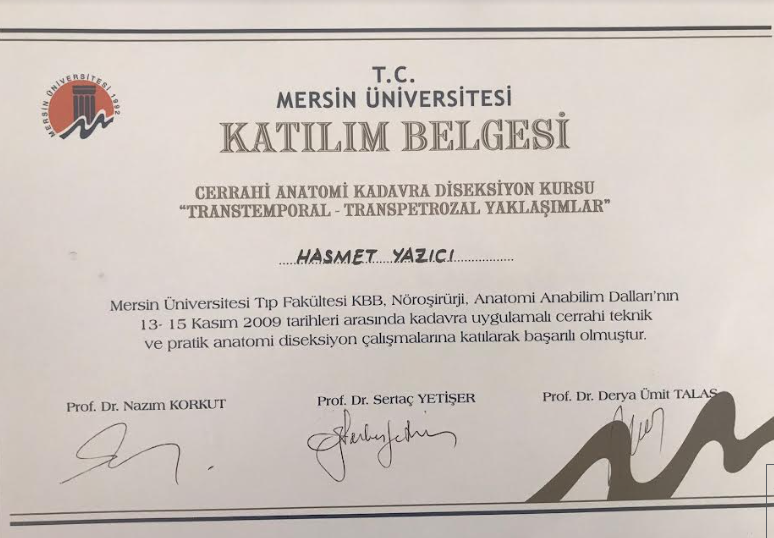 MERSİN ÜNİVERSİTESİ 1992
T.C.
MERSİN ÜNİVERSİTESİ
KATILIM BELGESİ
CERRAHİ ANATOMİ KADAVRA DİSEKSİYON KURSU
“TRANSTEMPORAL - TRANSPETROZAL YAKLAŞIMLAR”
HASMET YAZICI
Mersin Üniversitesi Tıp Fakültesi KBB, Nöroşirürji, Anatomi Anabilim Dalları'nın
13- 15 Kasım 2009 tarihleri arasında kadavra uygulamalı cerrahi teknik
ve pratik anatomi diseksiyon çalışmalarına katılarak başarılı olmuştur.
Prof. Dr. Nazım KORKUT
Prof. Dr. Sertaç YETİŞER
Prof. Dr. Derya Ümit TALAS